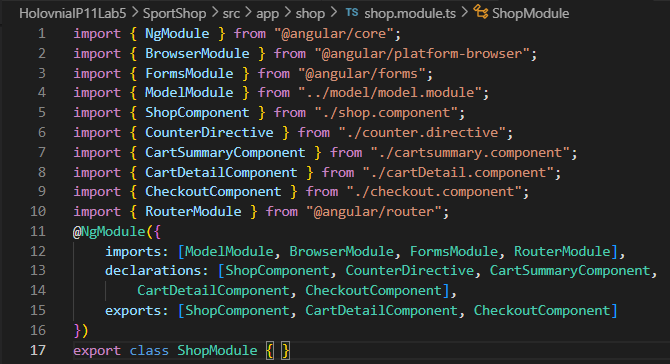 HolovniaIP11Lab5 > SportShop > src > app > shop > TS shop.module.ts > ShopModule
1 import { NgModule } from "@angular/core";
2 import { BrowserModule } from "@angular/platform-browser";
3 import { FormsModule } from "@angular/forms";
4 import { ModelModule } from "../model/model.module";
5 import { ShopComponent } from "./shop.component";
6 import { CounterDirective } from "./counter.directive";
7 import { CartSummaryComponent } from "./cartsummary.component";
8 import { CartDetailComponent } from "./cartDetail.component";
9 import { CheckoutComponent } from "./checkout.component";
10 import { RouterModule } from "@angular/router";
11 @NgModule({
12     imports: [ModelModule, BrowserModule, FormsModule, RouterModule],
13     declarations: [ShopComponent, CounterDirective, CartSummaryComponent,
14         CartDetailComponent, CheckoutComponent],
15     exports: [ShopComponent, CartDetailComponent, CheckoutComponent]
16 })
17 export class ShopModule { }